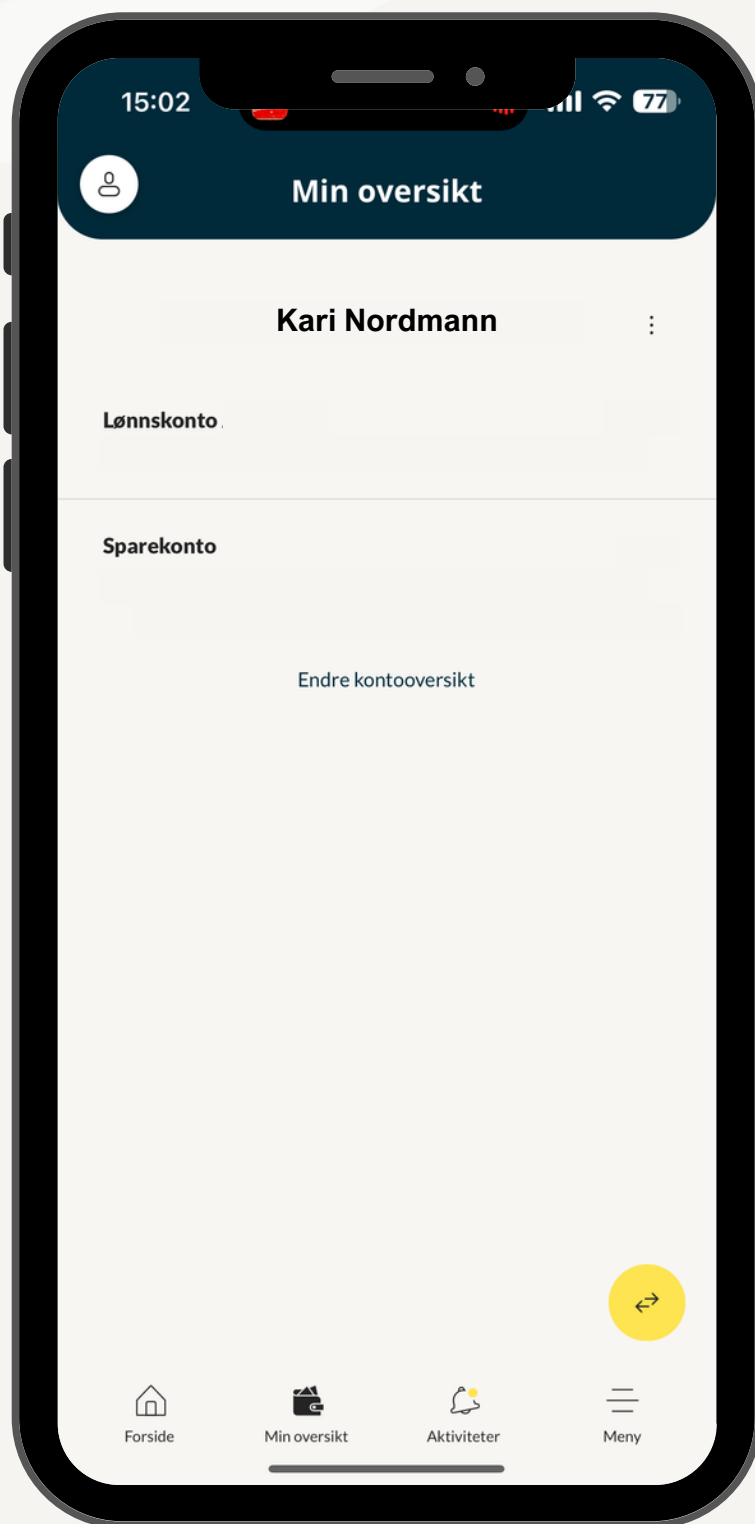 15:02 77
Min oversikt
Kari Nordmann
Lønnskonto
Sparekonto
Endre kontooversikt
Forside Min oversikt Aktiviteter Meny